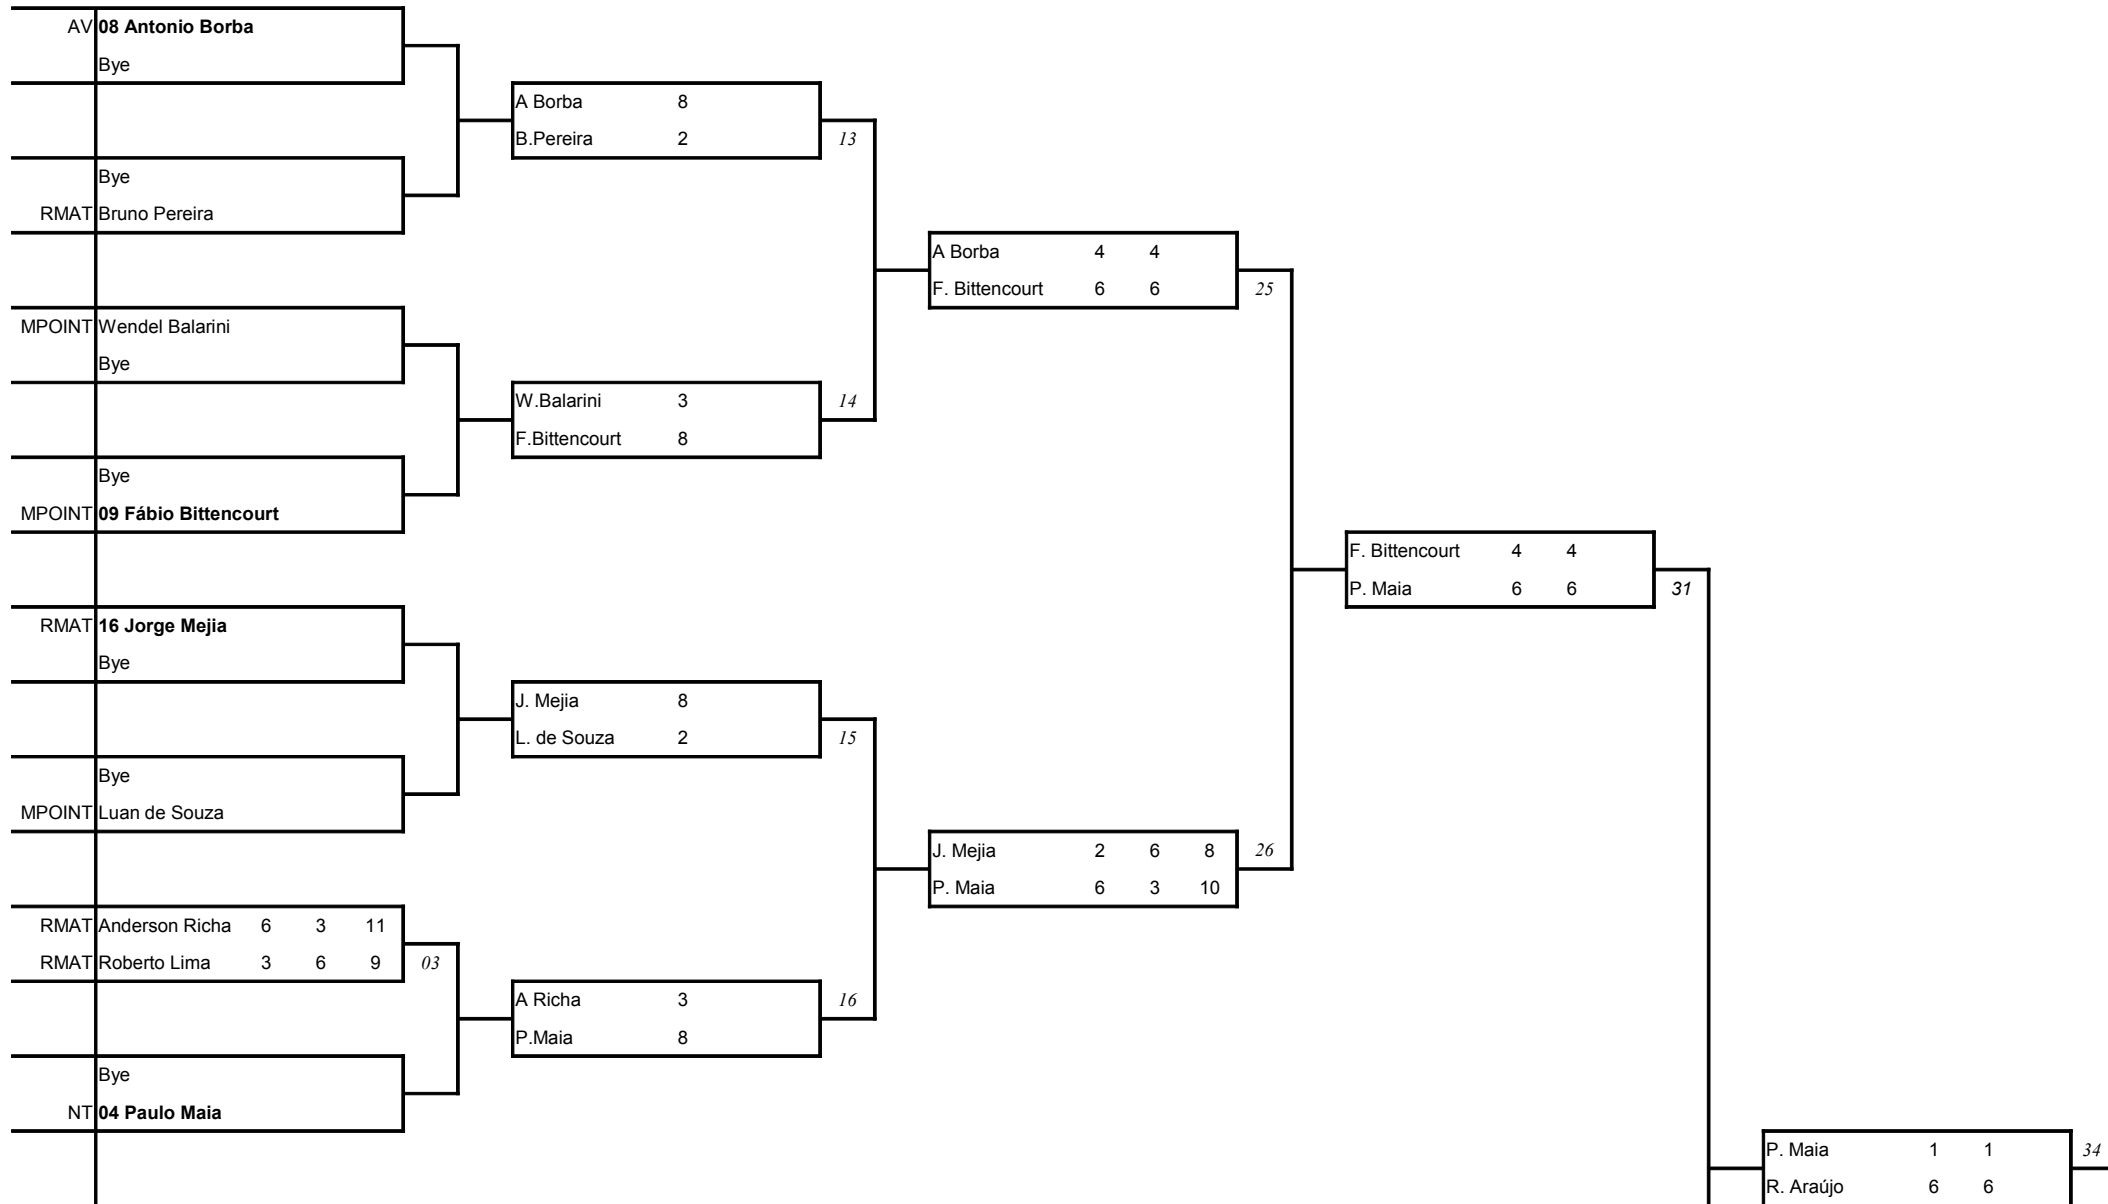 AV 08 Antonio Borba
Bye
A Borba 8
B.Pereira 2 13
Bye
RMAT Bruno Pereira
A Borba 4 4
F. Bittencourt 6 6 25
MPOINT Wendel Balarini
Bye
W.Balarini 3 14
F.Bittencourt 8
Bye
MPOINT 09 Fábio Bittencourt
F. Bittencourt 4 4
P. Maia 6 6 31
RMAT 16 Jorge Mejia
Bye
J. Mejia 8
L. de Souza 2 15
Bye
MPOINT Luan de Souza
J. Mejia 2 6 8 26
P. Maia 6 3 10
RMAT Anderson Richa 6 3 11
RMAT Roberto Lima 3 6 9 03
A Richa 3 16
P.Maia 8
Bye
NT 04 Paulo Maia
P. Maia 1 1 34
R. Araújo 6 6